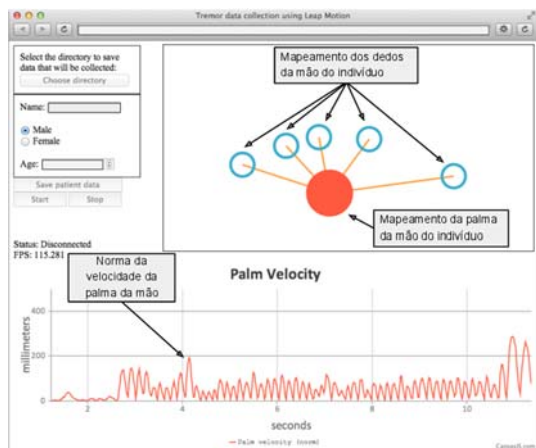 Tremor data collection using Leap Motion
Select the directory to save
data that will be collected:
Choose directory
Name:
Male
Female
Age:
Save patient data
Start Stop
Status: Disconnected
FPS: 115.281
Mapeamento dos dedos
da mão do indivíduo
Mapeamento da palma
da mão do indivíduo
Norma da
velocidade da
palma da mão
Palm Velocity
millimeters
400
200
0
2 4 6 8 10
seconds
Palm velocity (norm)
CanvasJS.com